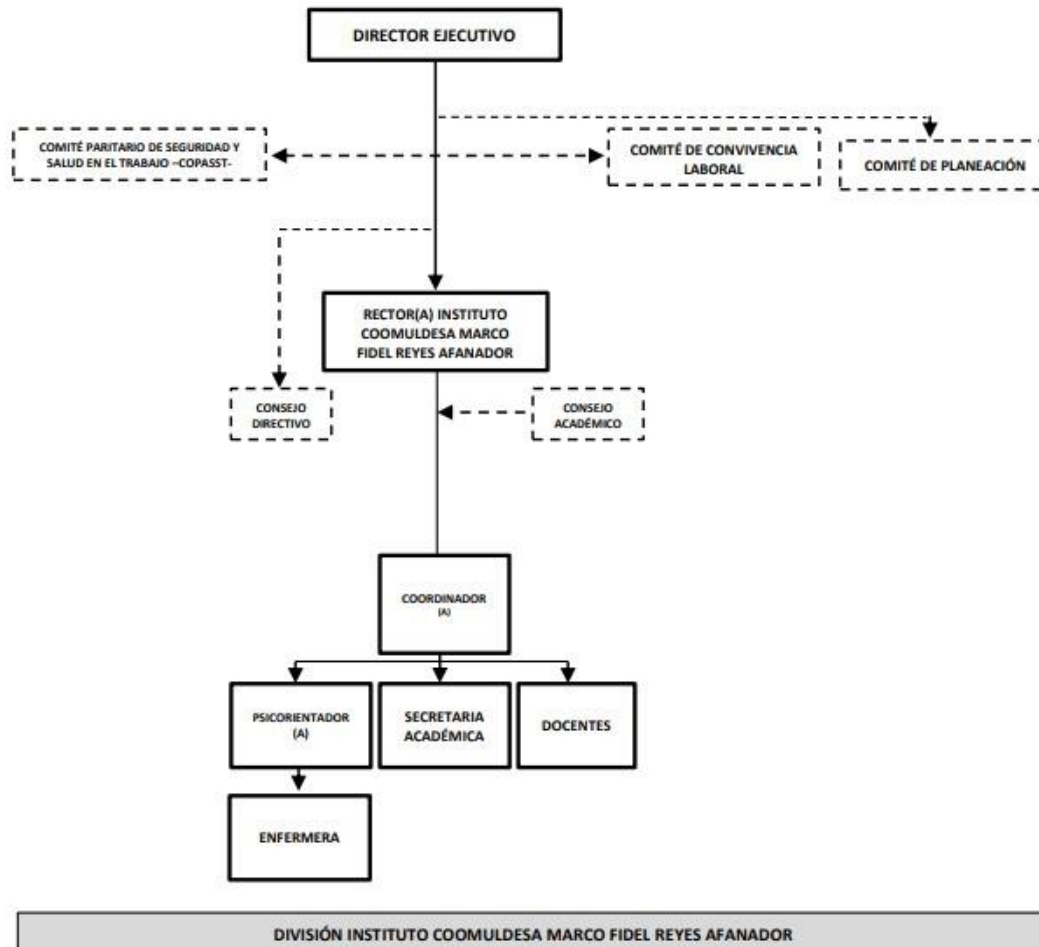 DIRECTOR EJECUTIVO
COMITÉ PARITARIO DE SEGURIDAD Y
SALUD EN EL TRABAJO –COPASST-
COMITÉ DE CONVIVENCIA
LABORAL
COMITÉ DE PLANEACIÓN
RECTOR(A) INSTITUTO
COOMULDESA MARCO
FIDEL REYES AFANADOR
CONSEJO
DIRECTIVO
CONSEJO
ACADÉMICO
COORDINADOR
(A)
PSICORIENTADOR
(A)
SECRETARIA
ACADÉMICA
DOCENTES
ENFERMERA
DIVISIÓN INSTITUTO COOMULDESA MARCO FIDEL REYES AFANADOR